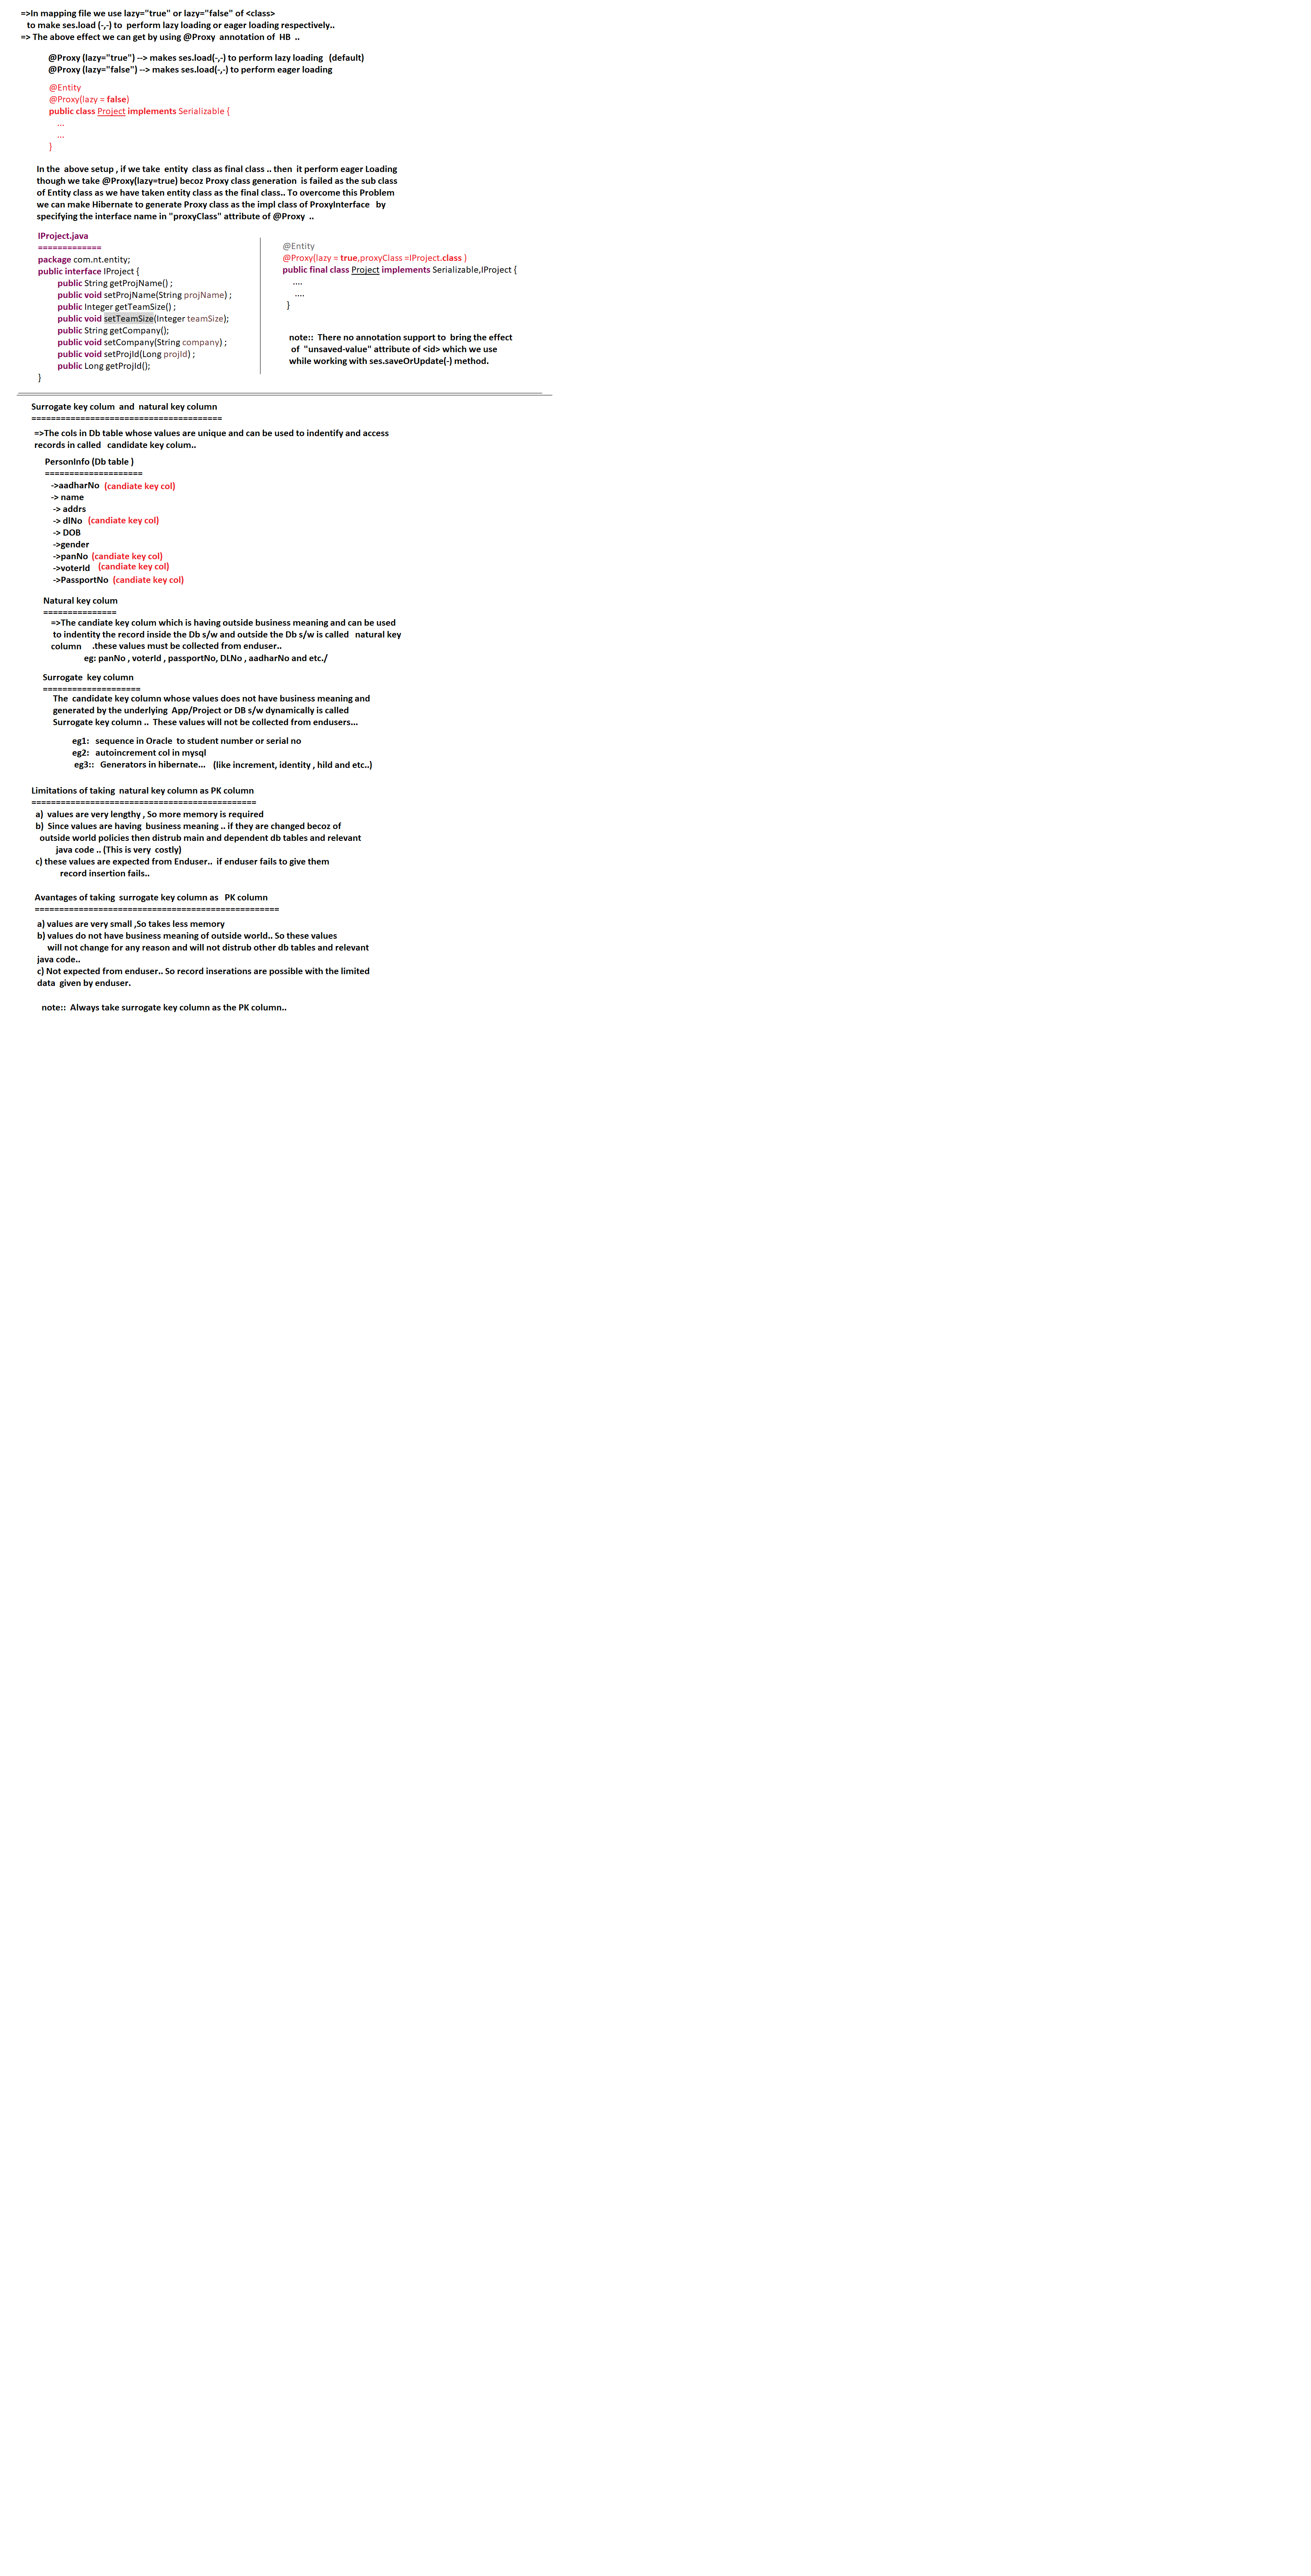 =>In mapping file we use lazy="true" or lazy="false" of <class>
to make ses.load (-,-) to perform lazy loading or eager loading respectively..
=> The above effect we can get by using @Proxy annotation of HB ..
@Proxy (lazy="true") --> makes ses.load(-,-) to perform lazy loading (default)
@Proxy (lazy="false") --> makes ses.load(-,-) to perform eager loading
@Entity
@Proxy(lazy = false)
public class Project implements Serializable {
...
...
}
In the above setup , if we take entity class as final class .. then it perform eager Loading
though we take @Proxy(lazy=true) becoz Proxy class generation is failed as the sub class
of Entity class as we have taken entity class as the final class.. To overcome this Problem
we can make Hibernate to generate Proxy class as the impl class of ProxyInterface by
specifying the interface name in "proxyClass" attribute of @Proxy ..
IProject.java
=============
package com.nt.entity;
public interface IProject {
public String getProjName() ;
public void setProjName(String projName) ;
public Integer getTeamSize() ;
public void setTeamSize(Integer teamSize);
public String getCompany();
public void setCompany(String company) ;
public void setProjId(Long projId) ;
public Long getProjId();
}
@Entity
@Proxy(lazy = true,proxyClass =IProject.class )
public final class Project implements Serializable,IProject {
....
....
}
note:: There no annotation support to bring the effect
of "unsaved-value" attribute of <id> which we use
while working with ses.saveOrUpdate(-) method.
Surrogate key colum and natural key column
=======================================
=>The cols in Db table whose values are unique and can be used to indentify and access
records in called candidate key colum..
PersonInfo (Db table )
====================
->aadharNo (candiate key col)
-> name
-> addrs
-> dlNo (candiate key col)
-> DOB
->gender
->panNo (candiate key col)
->voterId (candiate key col)
->PassportNo (candiate key col)
Natural key colum
===============
=>The candiate key colum which is having outside business meaning and can be used
to indentity the record inside the Db s/w and outside the Db s/w is called natural key
column .these values must be collected from enduser..
eg: panNo , voterId , passportNo, DLNo , aadharNo and etc./
Surrogate key column
====================
The candidate key column whose values does not have business meaning and
generated by the underlying App/Project or DB s/w dynamically is called
Surrogate key column .. These values will not be collected from endusers...
eg1: sequence in Oracle to student number or serial no
eg2: autoincrement col in mysql
eg3:: Generators in hibernate... (like increment, identity , hild and etc..)
Limitations of taking natural key column as PK column
==============================================
a) values are very lengthy , So more memory is required
b) Since values are having business meaning .. if they are changed becoz of
outside world policies then distrub main and dependent db tables and relevant
java code .. (This is very costly)
c) these values are expected from Enduser.. if enduser fails to give them
record insertion fails..
Avantages of taking surrogate key column as PK column
==================================================
a) values are very small ,So takes less memory
b) values do not have business meaning of outside world.. So these values
will not change for any reason and will not distrub other db tables and relevant
java code..
c) Not expected from enduser.. So record inserations are possible with the limited
data given by enduser.
note:: Always take surrogate key column as the PK column..